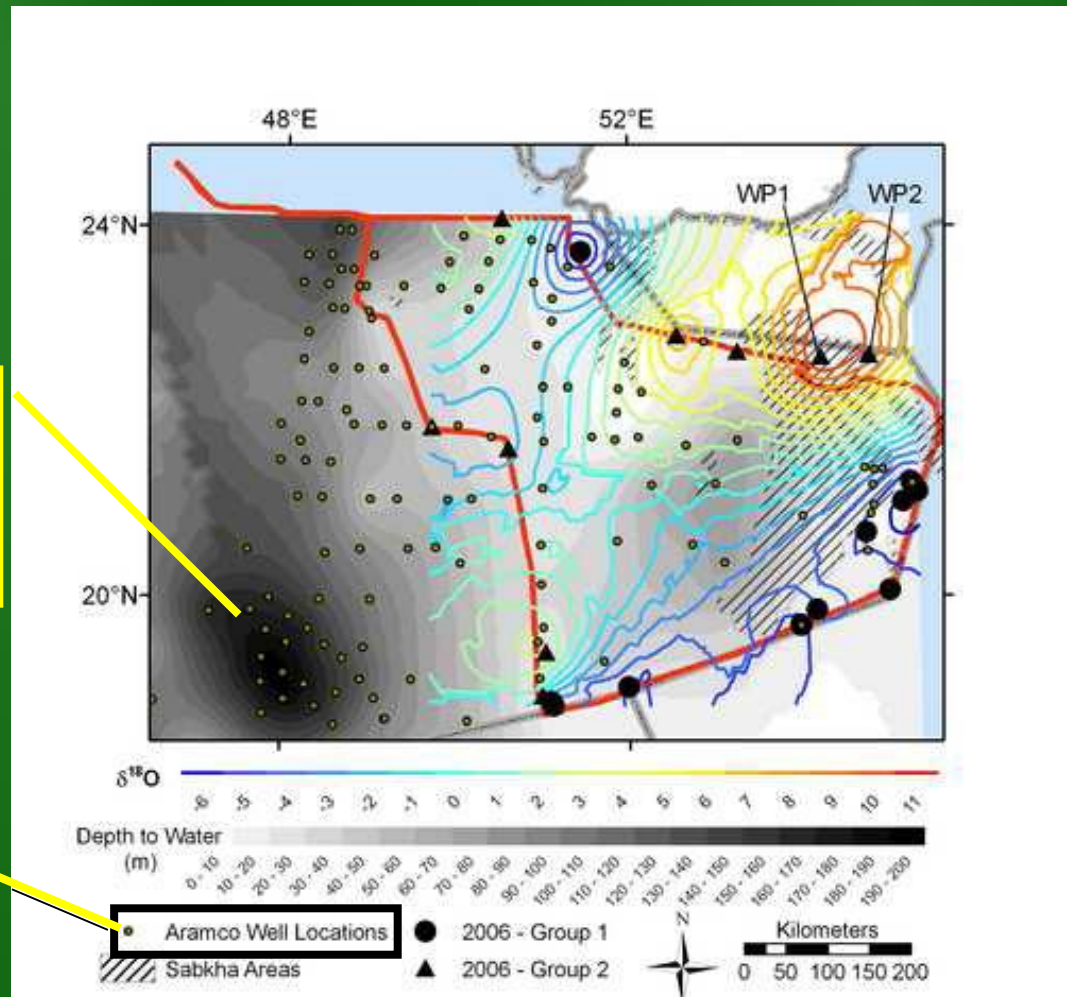 48°E 52°E
WP1 WP2
24°N
20°N
δ18O
-6 -5 -4 -3 -2 -1 0 1 2 3 4 5 6 7 8 9 10 11
Depth to Water
(m)
0 - 10 10 - 20 20 - 30 30 - 40 40 - 50 50 - 60 60 - 70 70 - 80 80 - 90 90 - 100 100 - 110 110 - 120 120 - 130 130 - 140 140 - 150 150 - 160 160 - 170 170 - 180 180 - 190 190 - 200
Aramco Well Locations 2006 - Group 1 N Kilometers
Sabkha Areas 2006 - Group 2 0 50 100 150 200